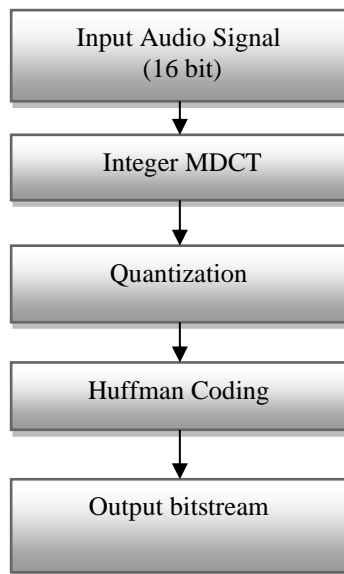 Input Audio Signal
(16 bit)
Integer MDCT
Quantization
Huffman Coding
Output bitstream